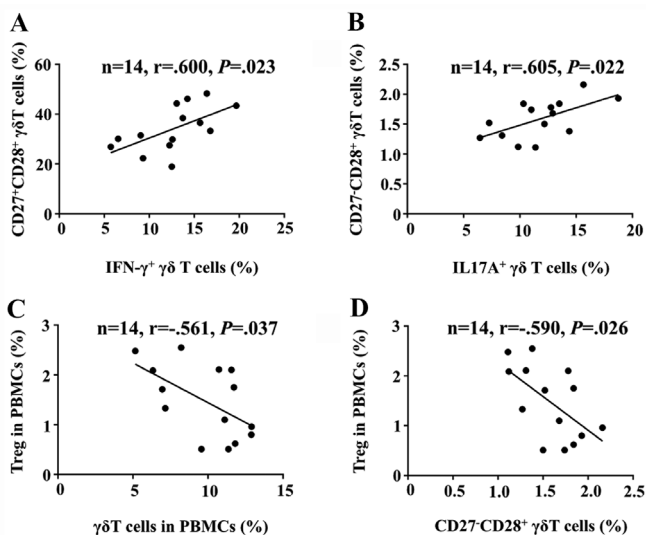 A
n=14, r=.600, P=.023
CD27⁺CD28⁺ γδT cells (%)
60
40
20
0
0 5 10 15 20 25
IFN-γ⁺ γδ T cells (%)
B
n=14, r=.605, P=.022
CD27⁻CD28⁺ γδT cells (%)
2.5
2.0
1.5
1.0
0.5
0.0
0 5 10 15 20
IL17A⁺ γδ T cells (%)
C
n=14, r=-.561, P=.037
Treg in PBMCs (%)
3
2
1
0
0 5 10 15
γδT cells in PBMCs (%)
D
n=14, r=-.590, P=.026
Treg in PBMCs (%)
3
2
1
0
0.0 0.5 1.0 1.5 2.0 2.5
CD27⁻CD28⁺ γδT cells (%)